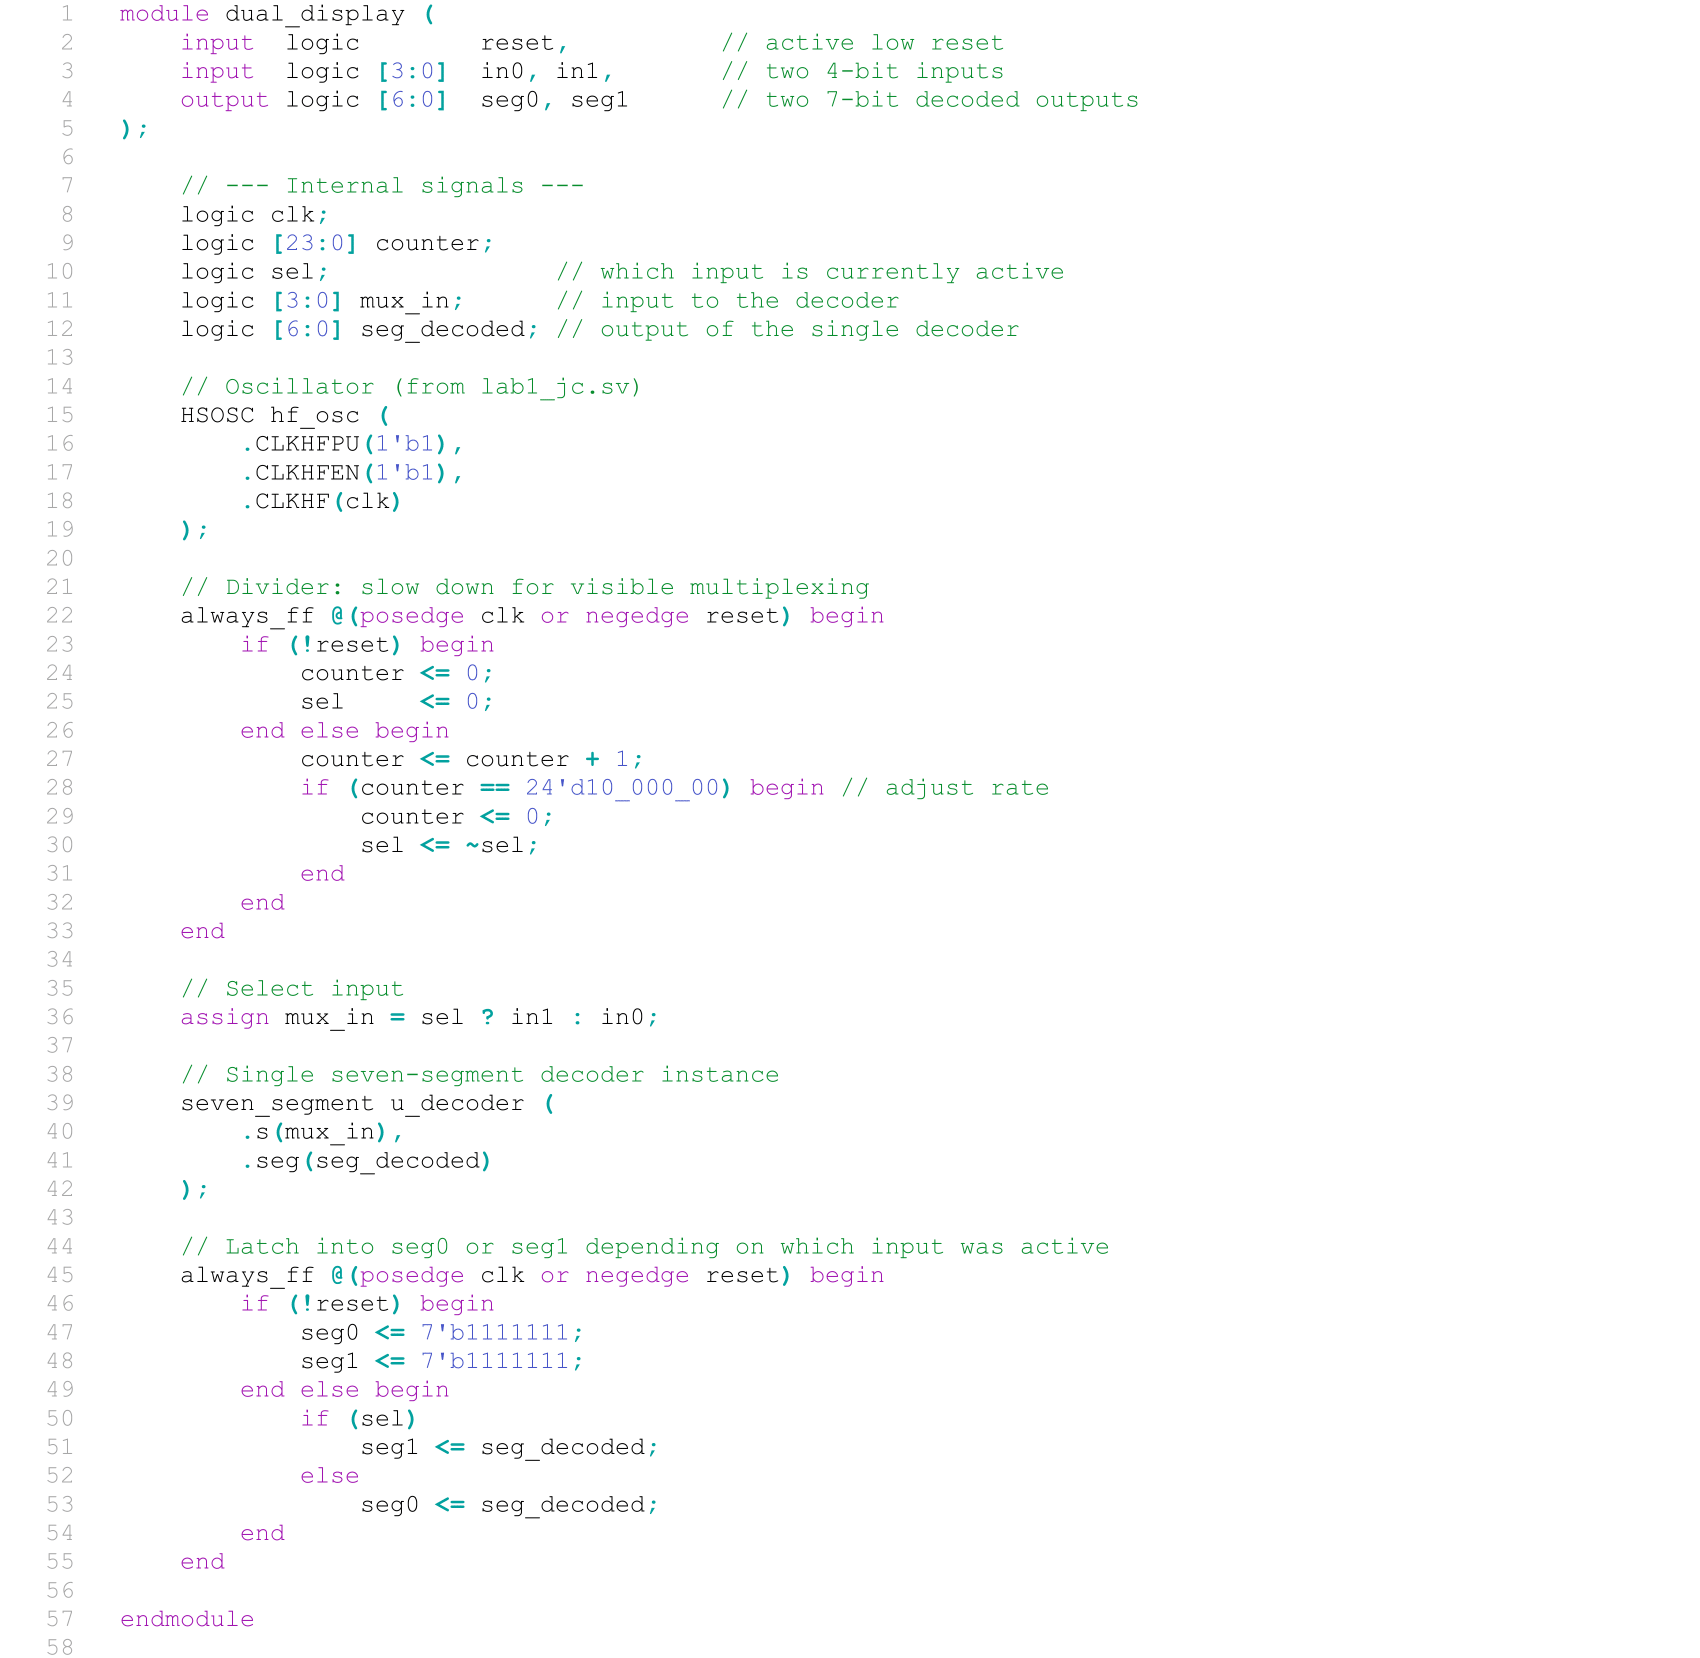 1 module dual_display (
2     input  logic        reset,          // active low reset
3     input  logic [3:0]  in0, in1,       // two 4-bit inputs
4     output logic [6:0]  seg0, seg1      // two 7-bit decoded outputs
5 );
6
7     // --- Internal signals ---
8     logic clk;
9     logic [23:0] counter;
10     logic sel;               // which input is currently active
11     logic [3:0] mux_in;      // input to the decoder
12     logic [6:0] seg_decoded; // output of the single decoder
13
14     // Oscillator (from lab1_jc.sv)
15     HSOSC hf_osc (
16         .CLKHFPU(1'b1),
17         .CLKHFEN(1'b1),
18         .CLKHF(clk)
19     );
20
21     // Divider: slow down for visible multiplexing
22     always_ff @(posedge clk or negedge reset) begin
23         if (!reset) begin
24             counter <= 0;
25             sel     <= 0;
26         end else begin
27             counter <= counter + 1;
28             if (counter == 24'd10_000_00) begin // adjust rate
29                 counter <= 0;
30                 sel <= ~sel;
31             end
32         end
33     end
34
35     // Select input
36     assign mux_in = sel ? in1 : in0;
37
38     // Single seven-segment decoder instance
39     seven_segment u_decoder (
40         .s(mux_in),
41         .seg(seg_decoded)
42     );
43
44     // Latch into seg0 or seg1 depending on which input was active
45     always_ff @(posedge clk or negedge reset) begin
46         if (!reset) begin
47             seg0 <= 7'b1111111;
48             seg1 <= 7'b1111111;
49         end else begin
50             if (sel)
51                 seg1 <= seg_decoded;
52             else
53                 seg0 <= seg_decoded;
54         end
55     end
56
57 endmodule
58